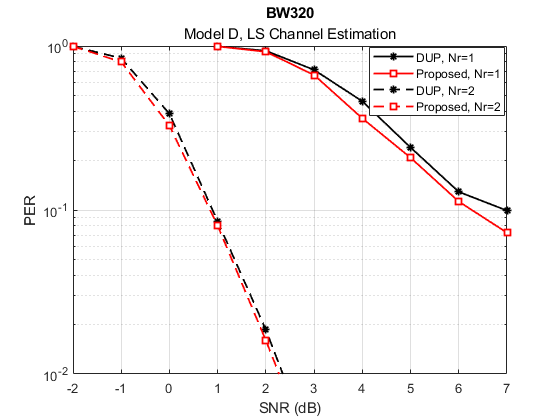 BW320
Model D, LS Channel Estimation
DUP, Nr=1
Proposed, Nr=1
DUP, Nr=2
Proposed, Nr=2
PER
10^0
10^-1
10^-2
-2 -1 0 1 2 3 4 5 6 7
SNR (dB)